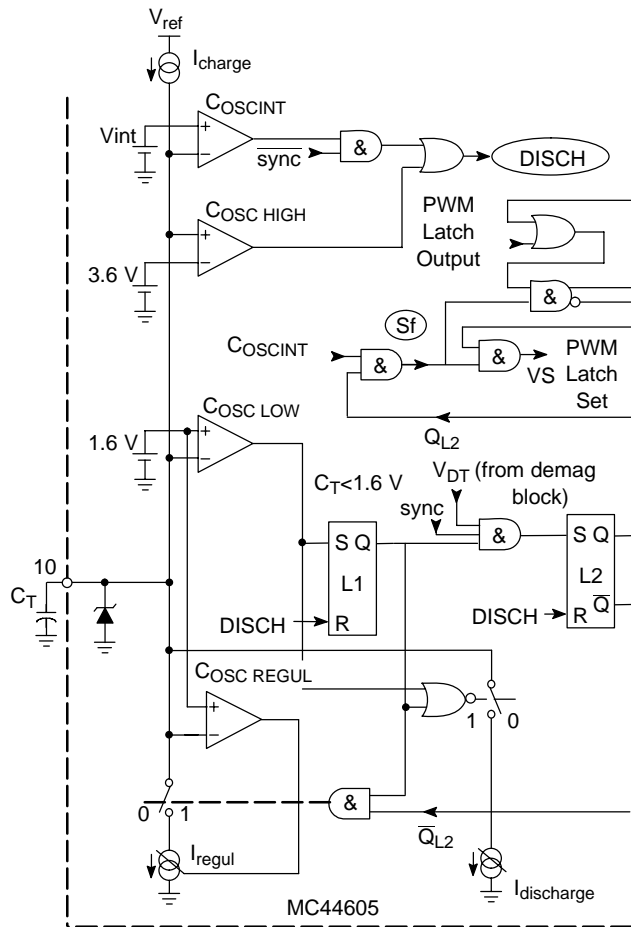 Vref
Icharge
COSCINT
Vint
+
−
sync
&
DISCH
COSC HIGH
+
−
3.6 V
PWM
Latch
Output
&
Sf
COSCINT
&
&
VS
PWM
Latch
Set
QL2
COSC LOW
1.6 V
+
−
CT<1.6 V
VDT (from demag
block)
sync
&
S Q
L1
R
S Q
L2
Q
R
10
CT
DISCH
DISCH
COSC REGUL
+
−
1 0
0 1
&
QL2
Iregul
Idischarge
MC44605